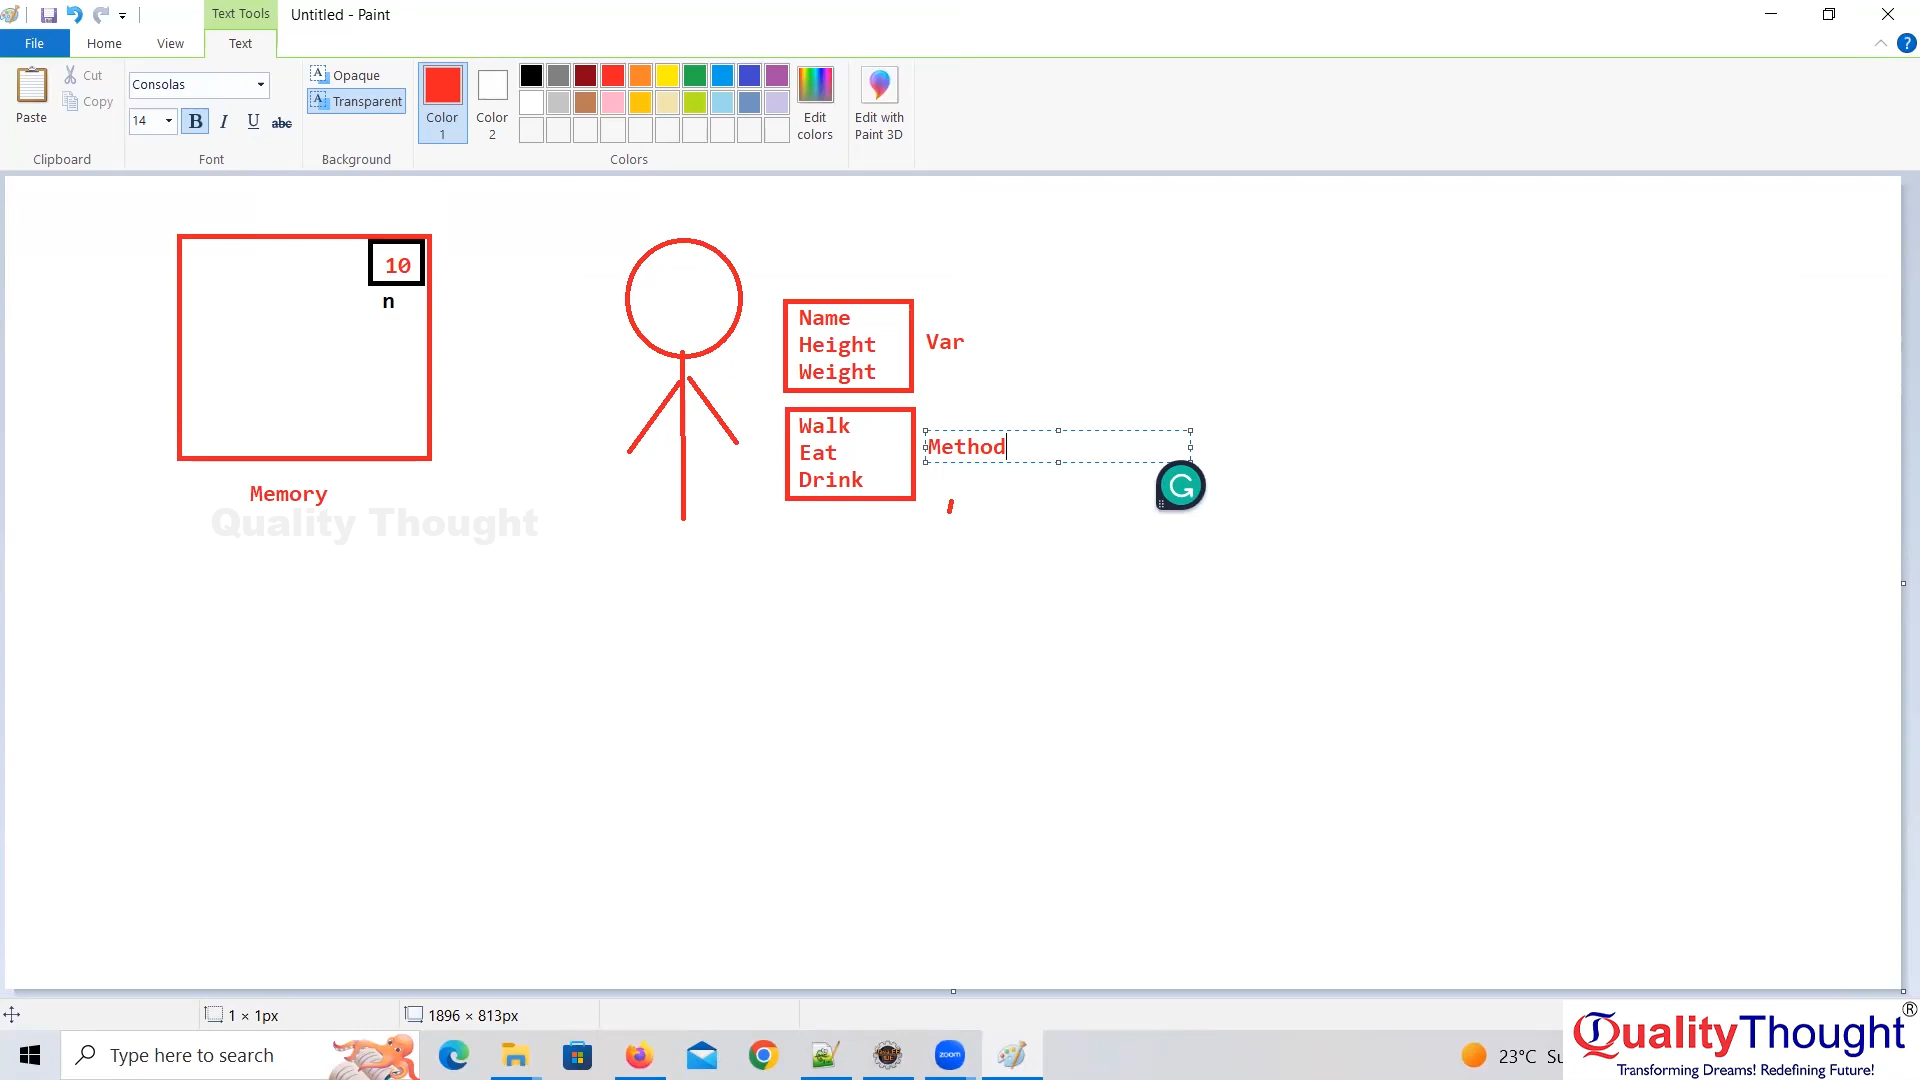 Text Tools
Untitled - Paint
File
Home
View
Text
?
Paste
Cut
Copy
Clipboard
Consolas
14
B I U abc
Font
Opaque
Transparent
Background
Color
1
Color
2
Edit
colors
Colors
Edit with
Paint 3D
10
n
Memory
Quality Thought
Name
Height
Weight
Var
Walk
Eat
Drink
Method
G
1 × 1px
1896 × 813px
Type here to search
zoom
23°C
QualityThought®
Transforming Dreams! Redefining Future!